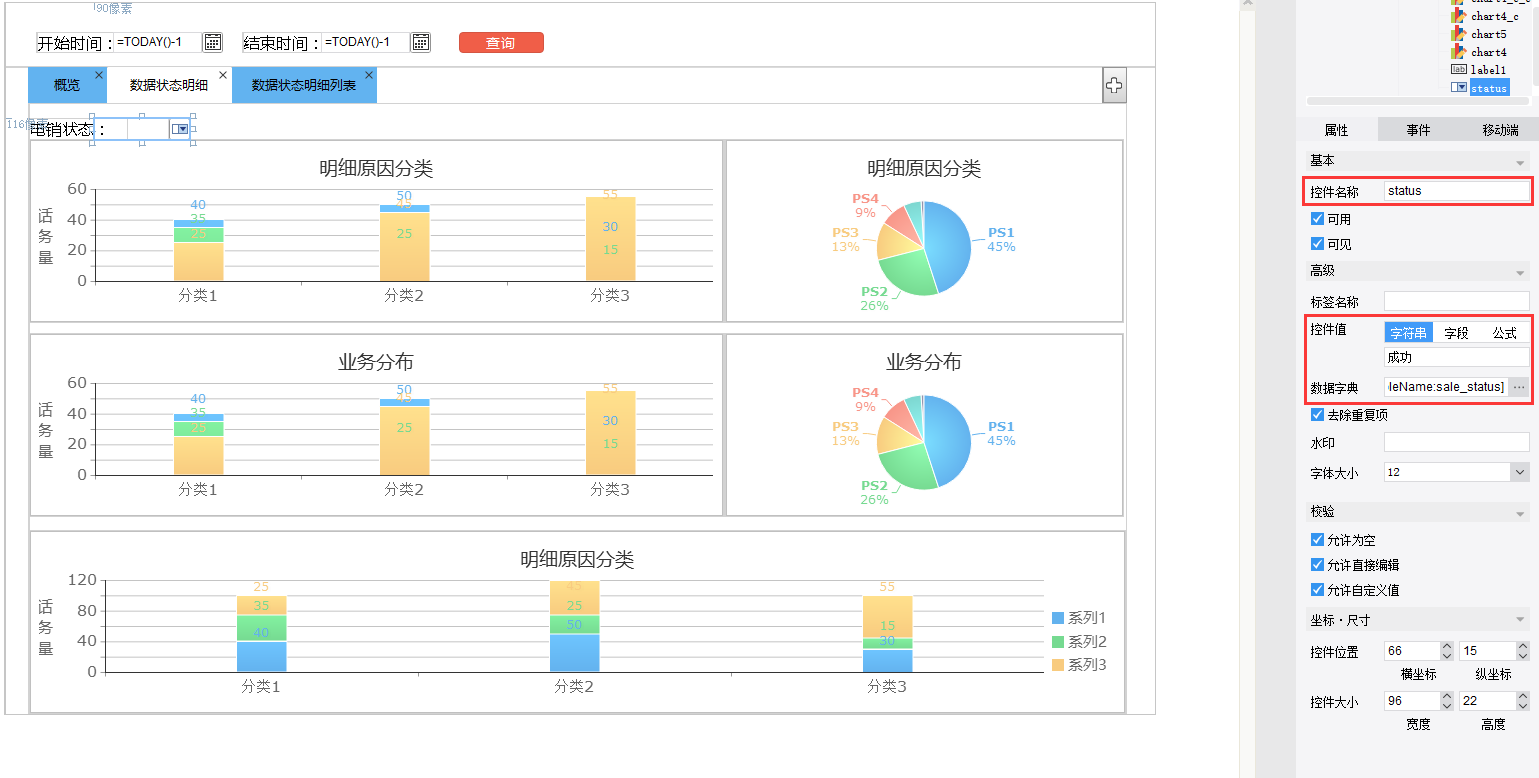 90像素
开始时间：
=TODAY()-1
结束时间：
=TODAY()-1
查询
概览
数据状态明细
数据状态明细列表
电销状态：
明细原因分类
话务量
60
40
20
0
40
35
25
50
45
25
55
30
15
分类1
分类2
分类3
明细原因分类
PS4
9%
PS3
13%
PS2
26%
PS1
45%
业务分布
话务量
60
40
20
0
40
35
25
50
45
25
55
30
15
分类1
分类2
分类3
业务分布
PS4
9%
PS3
13%
PS2
26%
PS1
45%
明细原因分类
话务量
120
80
40
0
25
35
40
45
25
50
55
15
30
分类1
分类2
分类3
系列1
系列2
系列3
chart4_c
chart5
chart4
label1
status
属性
事件
移动端
基本
控件名称
status
可用
可见
高级
标签名称
控件值
字符串
字段
公式
成功
数据字典
leName:sale_status]
...
去除重复项
水印
字体大小
12
校验
允许为空
允许直接编辑
允许自定义值
坐标·尺寸
控件位置
66
15
横坐标
纵坐标
控件大小
96
22
宽度
高度